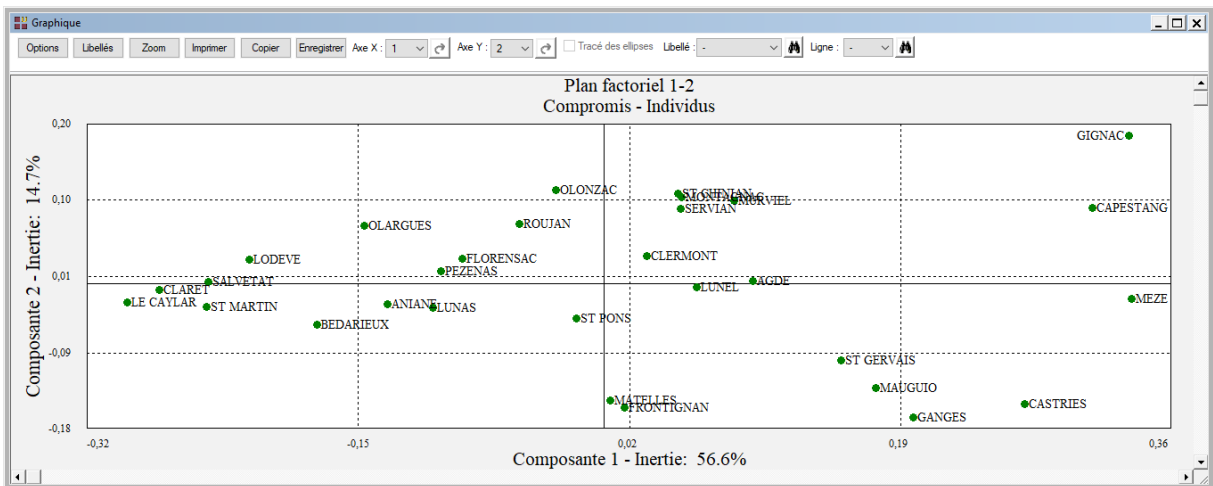 Graphique
Options Libellés Zoom Imprimer Copier Enregistrer Axe X : 1 Axe Y : 2 Tracé des ellipses Libellé : - Ligne : -
Plan factoriel 1-2
Compromis - Individus
0,20
GIGNAC
OLONZAC
ST CHINIAN
MONTAGNAC
MURVIEL
0,10
SERVIAN
CAPESTANG
OLARGUES
ROUJAN
LODEVE
FLORENSAC
CLERMONT
PEZENAS
0,01
SALVETAT
AGDE
CLARET
LUNEL
LE CAYLAR
ST MARTIN
ANIANE
LUNAS
MEZE
BEDARIEUX
ST PONS
-0,09
ST GERVAIS
MAUGUIO
MATELLES
FRONTIGNAN
CASTRIES
GANGES
-0,18
Composante 2 - Inertie: 14.7%
-0,32 -0,15 0,02 0,19 0,36
Composante 1 - Inertie: 56.6%